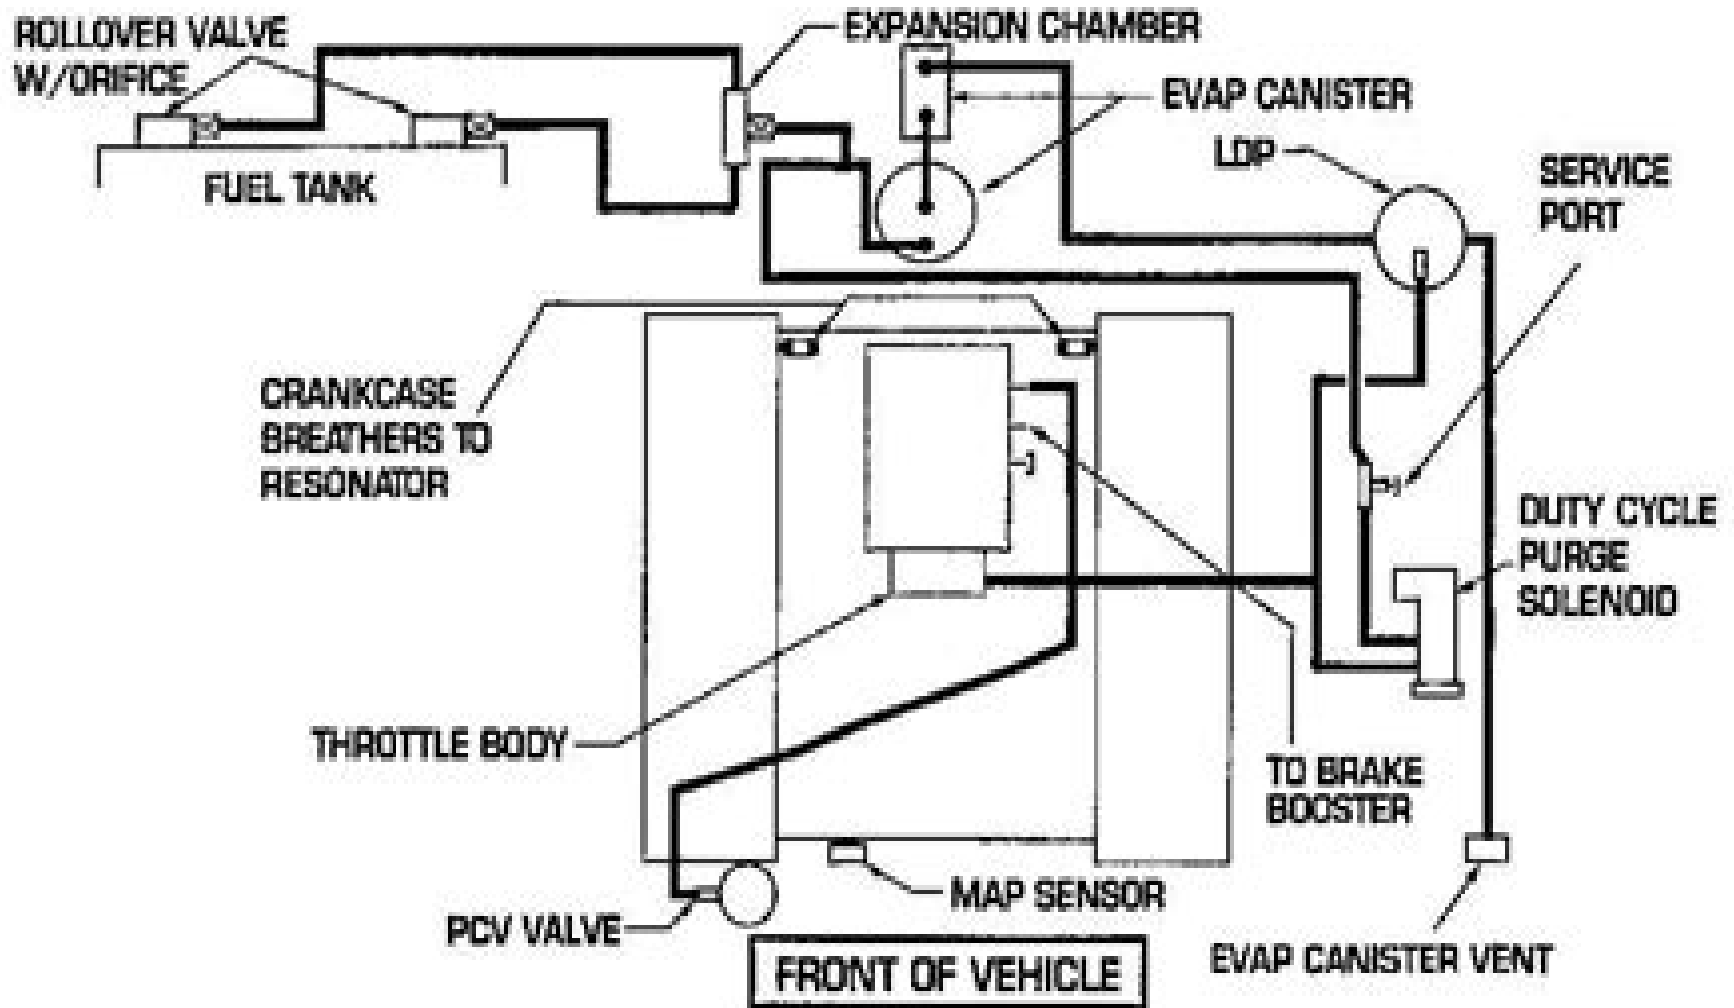 ROLLOVER VALVE
W/ORIFICE
EXPANSION CHAMBER
EVAP CANISTER
LDP
SERVICE
PORT
FUEL TANK
CRANKCASE
BREATHERS TO
RESONATOR
DUTY CYCLE
PURGE
SOLENOID
THROTTLE BODY
TO BRAKE
BOOSTER
MAP SENSOR
PCV VALVE
EVAP CANISTER VENT
FRONT OF VEHICLE